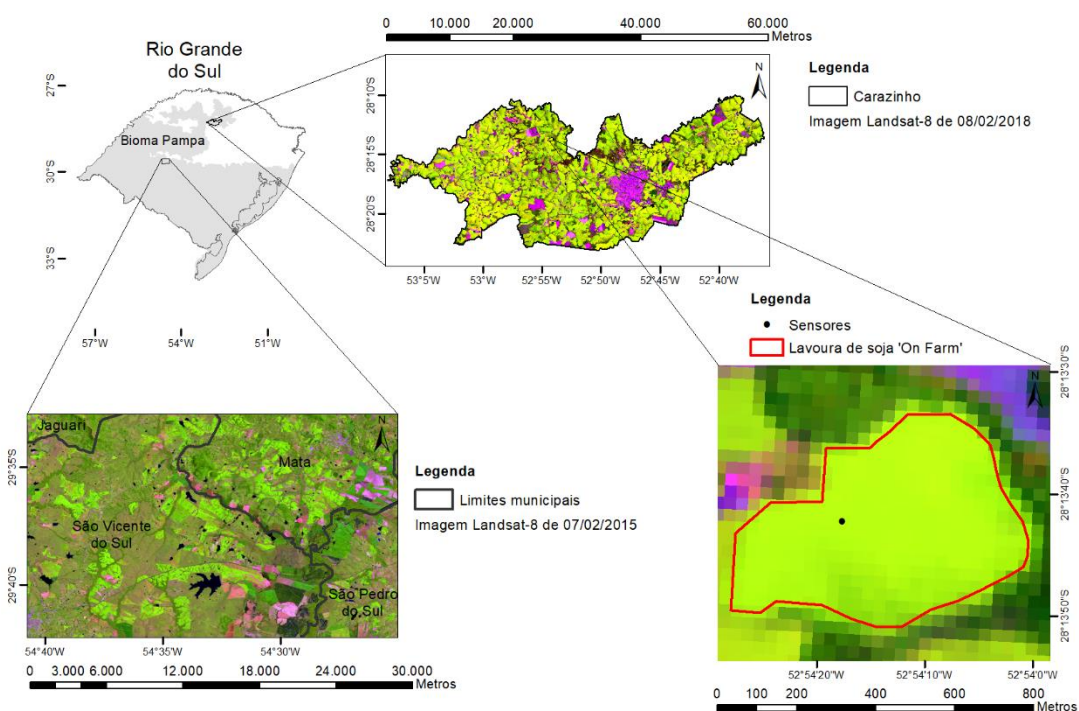 0 10.000 20.000 40.000 60.000
Metros
Rio Grande
do Sul
27°S
30°S
33°S
Bioma Pampa
57°W 54°W 51°W
N
28°10'S
28°15'S
28°20'S
53°5'W 53°W 52°55'W 52°50'W 52°45'W 52°40'W
Legenda
Carazinho
Imagem Landsat-8 de 08/02/2018
Legenda
Sensores
Lavoura de soja 'On Farm'
N
28°13'30"S
28°13'40"S
28°13'50"S
52°54'20"W 52°54'10"W 52°54'0"W
0 100 200 400 600 800
Metros
Jaguari
N
Mata
São Vicente
do Sul
São Pedro
do Sul
29°35'S
29°40'S
54°40'W 54°35'W 54°30'W
0 3.000 6.000 12.000 18.000 24.000 30.000
Metros
Legenda
Limites municipais
Imagem Landsat-8 de 07/02/2015